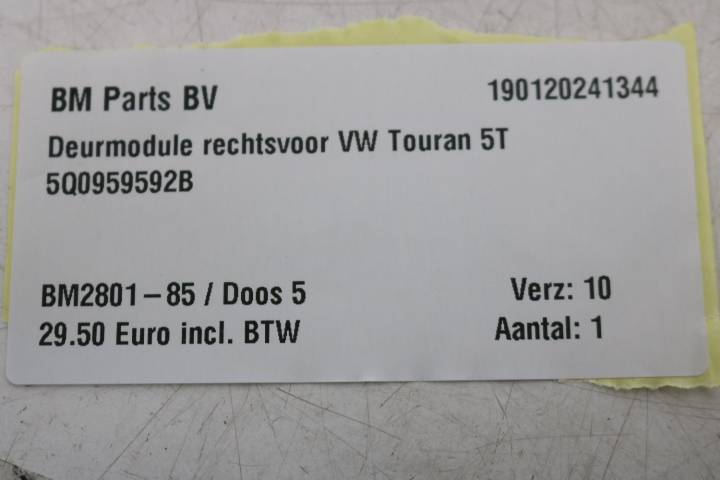 BM Parts BV 190120241344
Deurmodule rechtsvoor VW Touran 5T
5Q0959592B
BM2801-85 / Doos 5 Verz: 10
29.50 Euro incl. BTW Aantal: 1